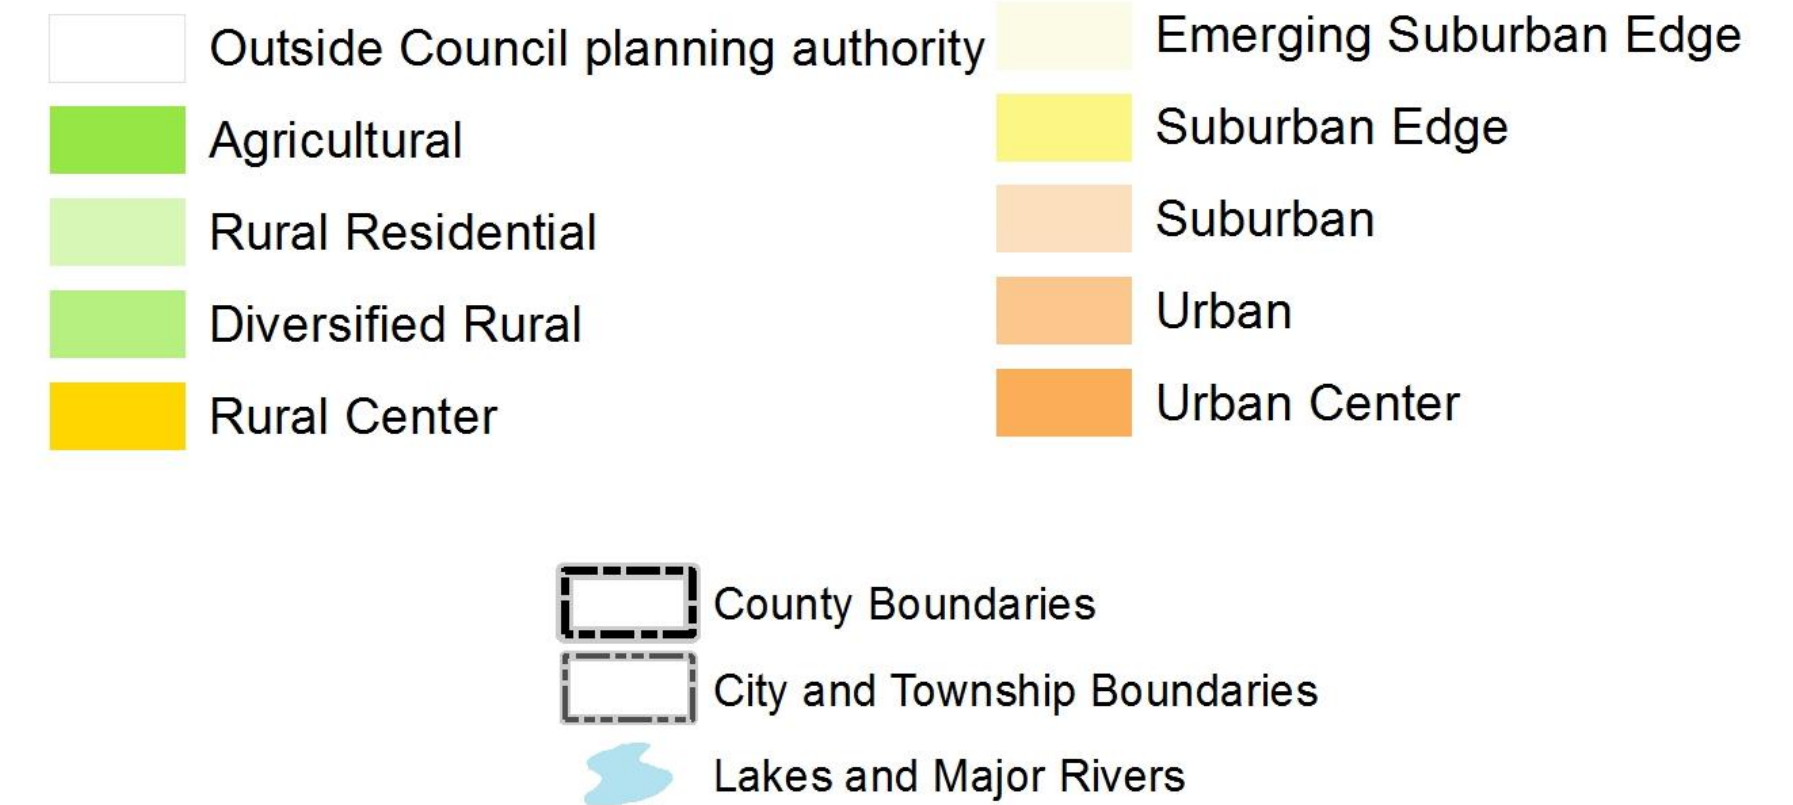 Outside Council planning authority
Agricultural
Rural Residential
Diversified Rural
Rural Center
Emerging Suburban Edge
Suburban Edge
Suburban
Urban
Urban Center
County Boundaries
City and Township Boundaries
Lakes and Major Rivers